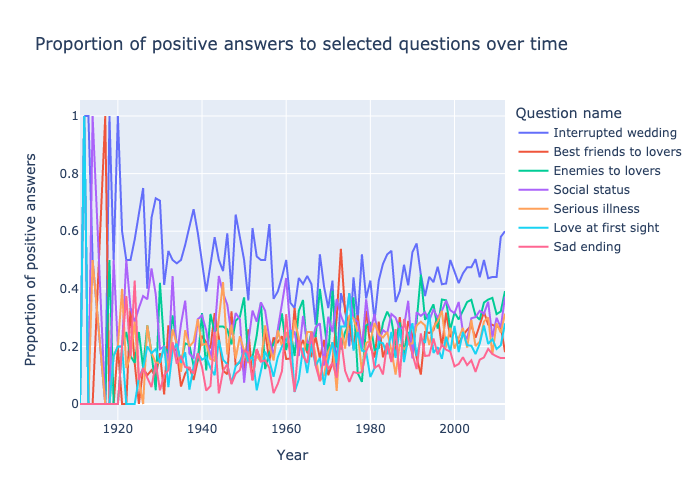 Proportion of positive answers to selected questions over time
Question name
Interrupted wedding
Best friends to lovers
Enemies to lovers
Social status
Serious illness
Love at first sight
Sad ending
Proportion of positive answers
1
0.8
0.6
0.4
0.2
0
1920
1940
1960
1980
2000
Year